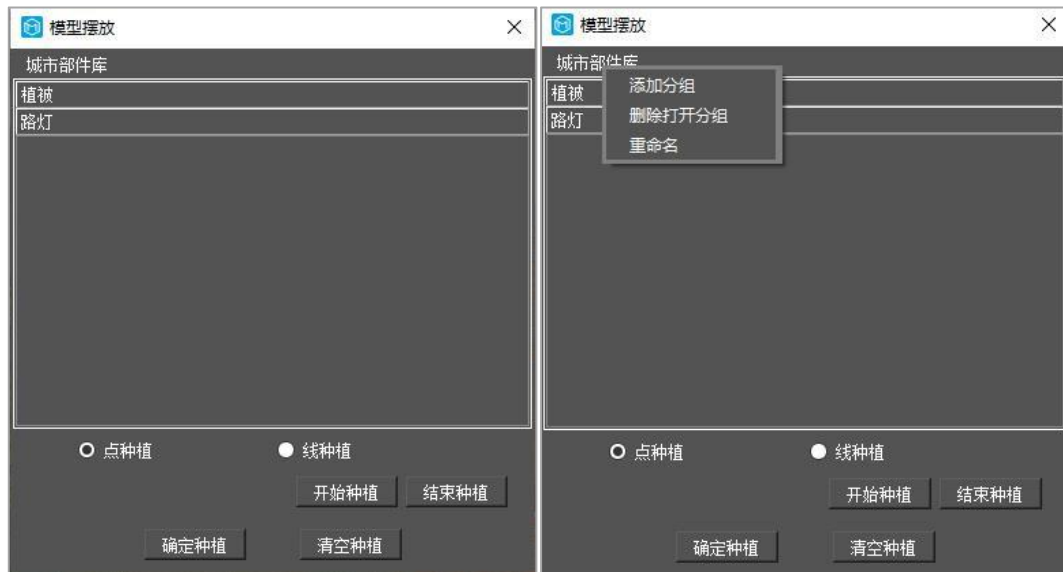 模型摆放
城市部件库
植被
路灯
点种植 线种植
开始种植 结束种植
确定种植 清空种植
模型摆放
城市部件库
植被
路灯
添加分组
删除打开分组
重命名
点种植 线种植
开始种植 结束种植
确定种植 清空种植